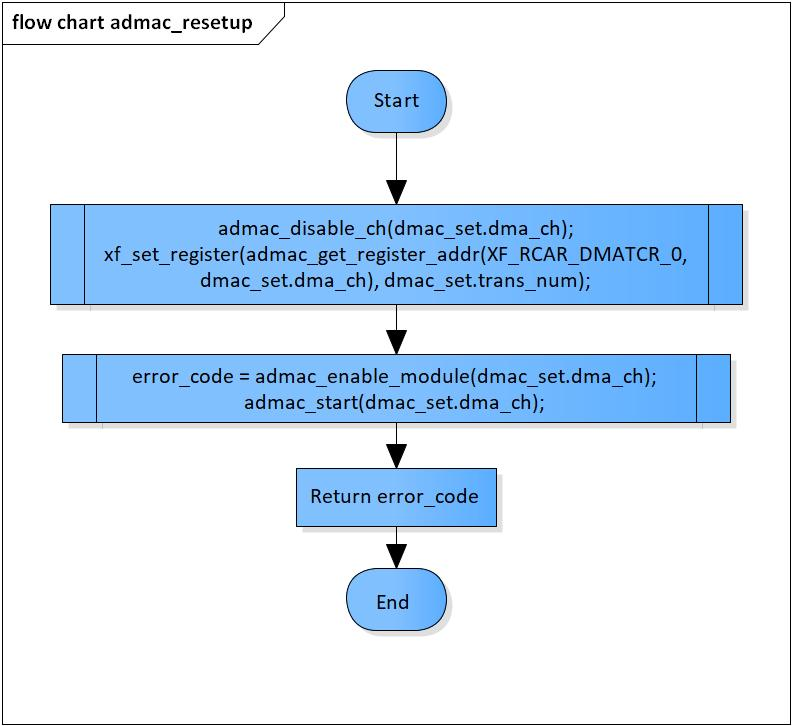 flow chart admac_resetup
Start
admac_disable_ch(dmac_set.dma_ch);
xf_set_register(admac_get_register_addr(XF_RCAR_DMATCR_0,
dmac_set.dma_ch), dmac_set.trans_num);
error_code = admac_enable_module(dmac_set.dma_ch);
admac_start(dmac_set.dma_ch);
Return error_code
End